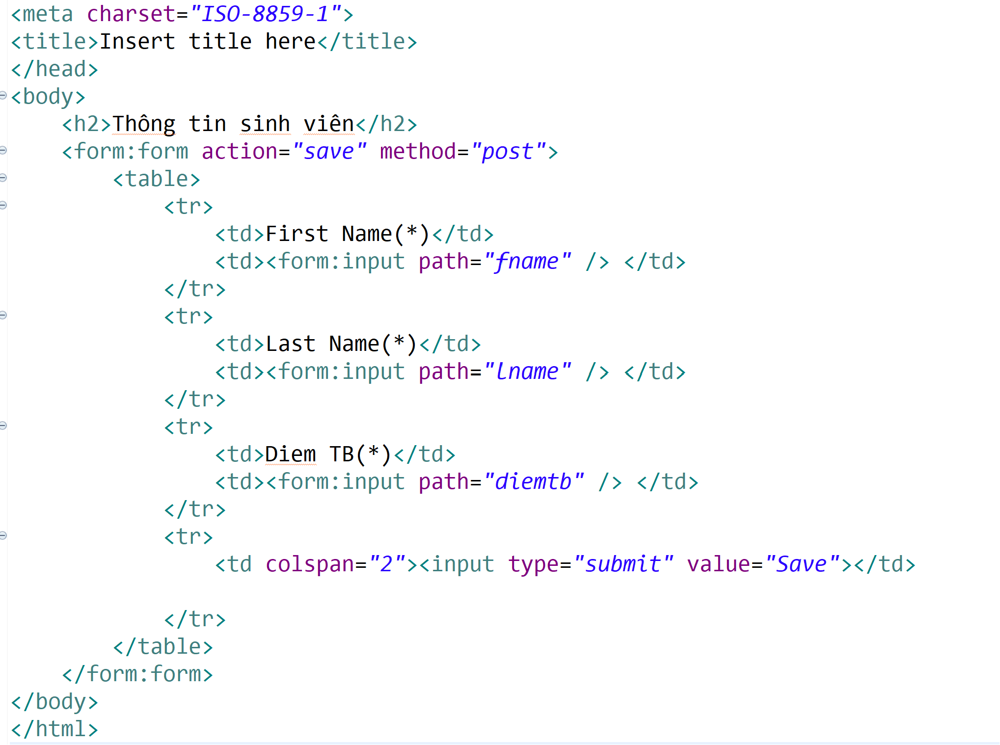 <meta charset="ISO-8859-1">
<title>Insert title here</title>
</head>
<body>
<h2>Thông tin sinh viên</h2>
<form:form action="save" method="post">
<table>
<tr>
<td>First Name(*)</td>
<td><form:input path="fname" /> </td>
</tr>
<tr>
<td>Last Name(*)</td>
<td><form:input path="lname" /> </td>
</tr>
<tr>
<td>Diem TB(*)</td>
<td><form:input path="diemtb" /> </td>
</tr>
<tr>
<td colspan="2"><input type="submit" value="Save"></td>
</tr>
</table>
</form:form>
</body>
</html>